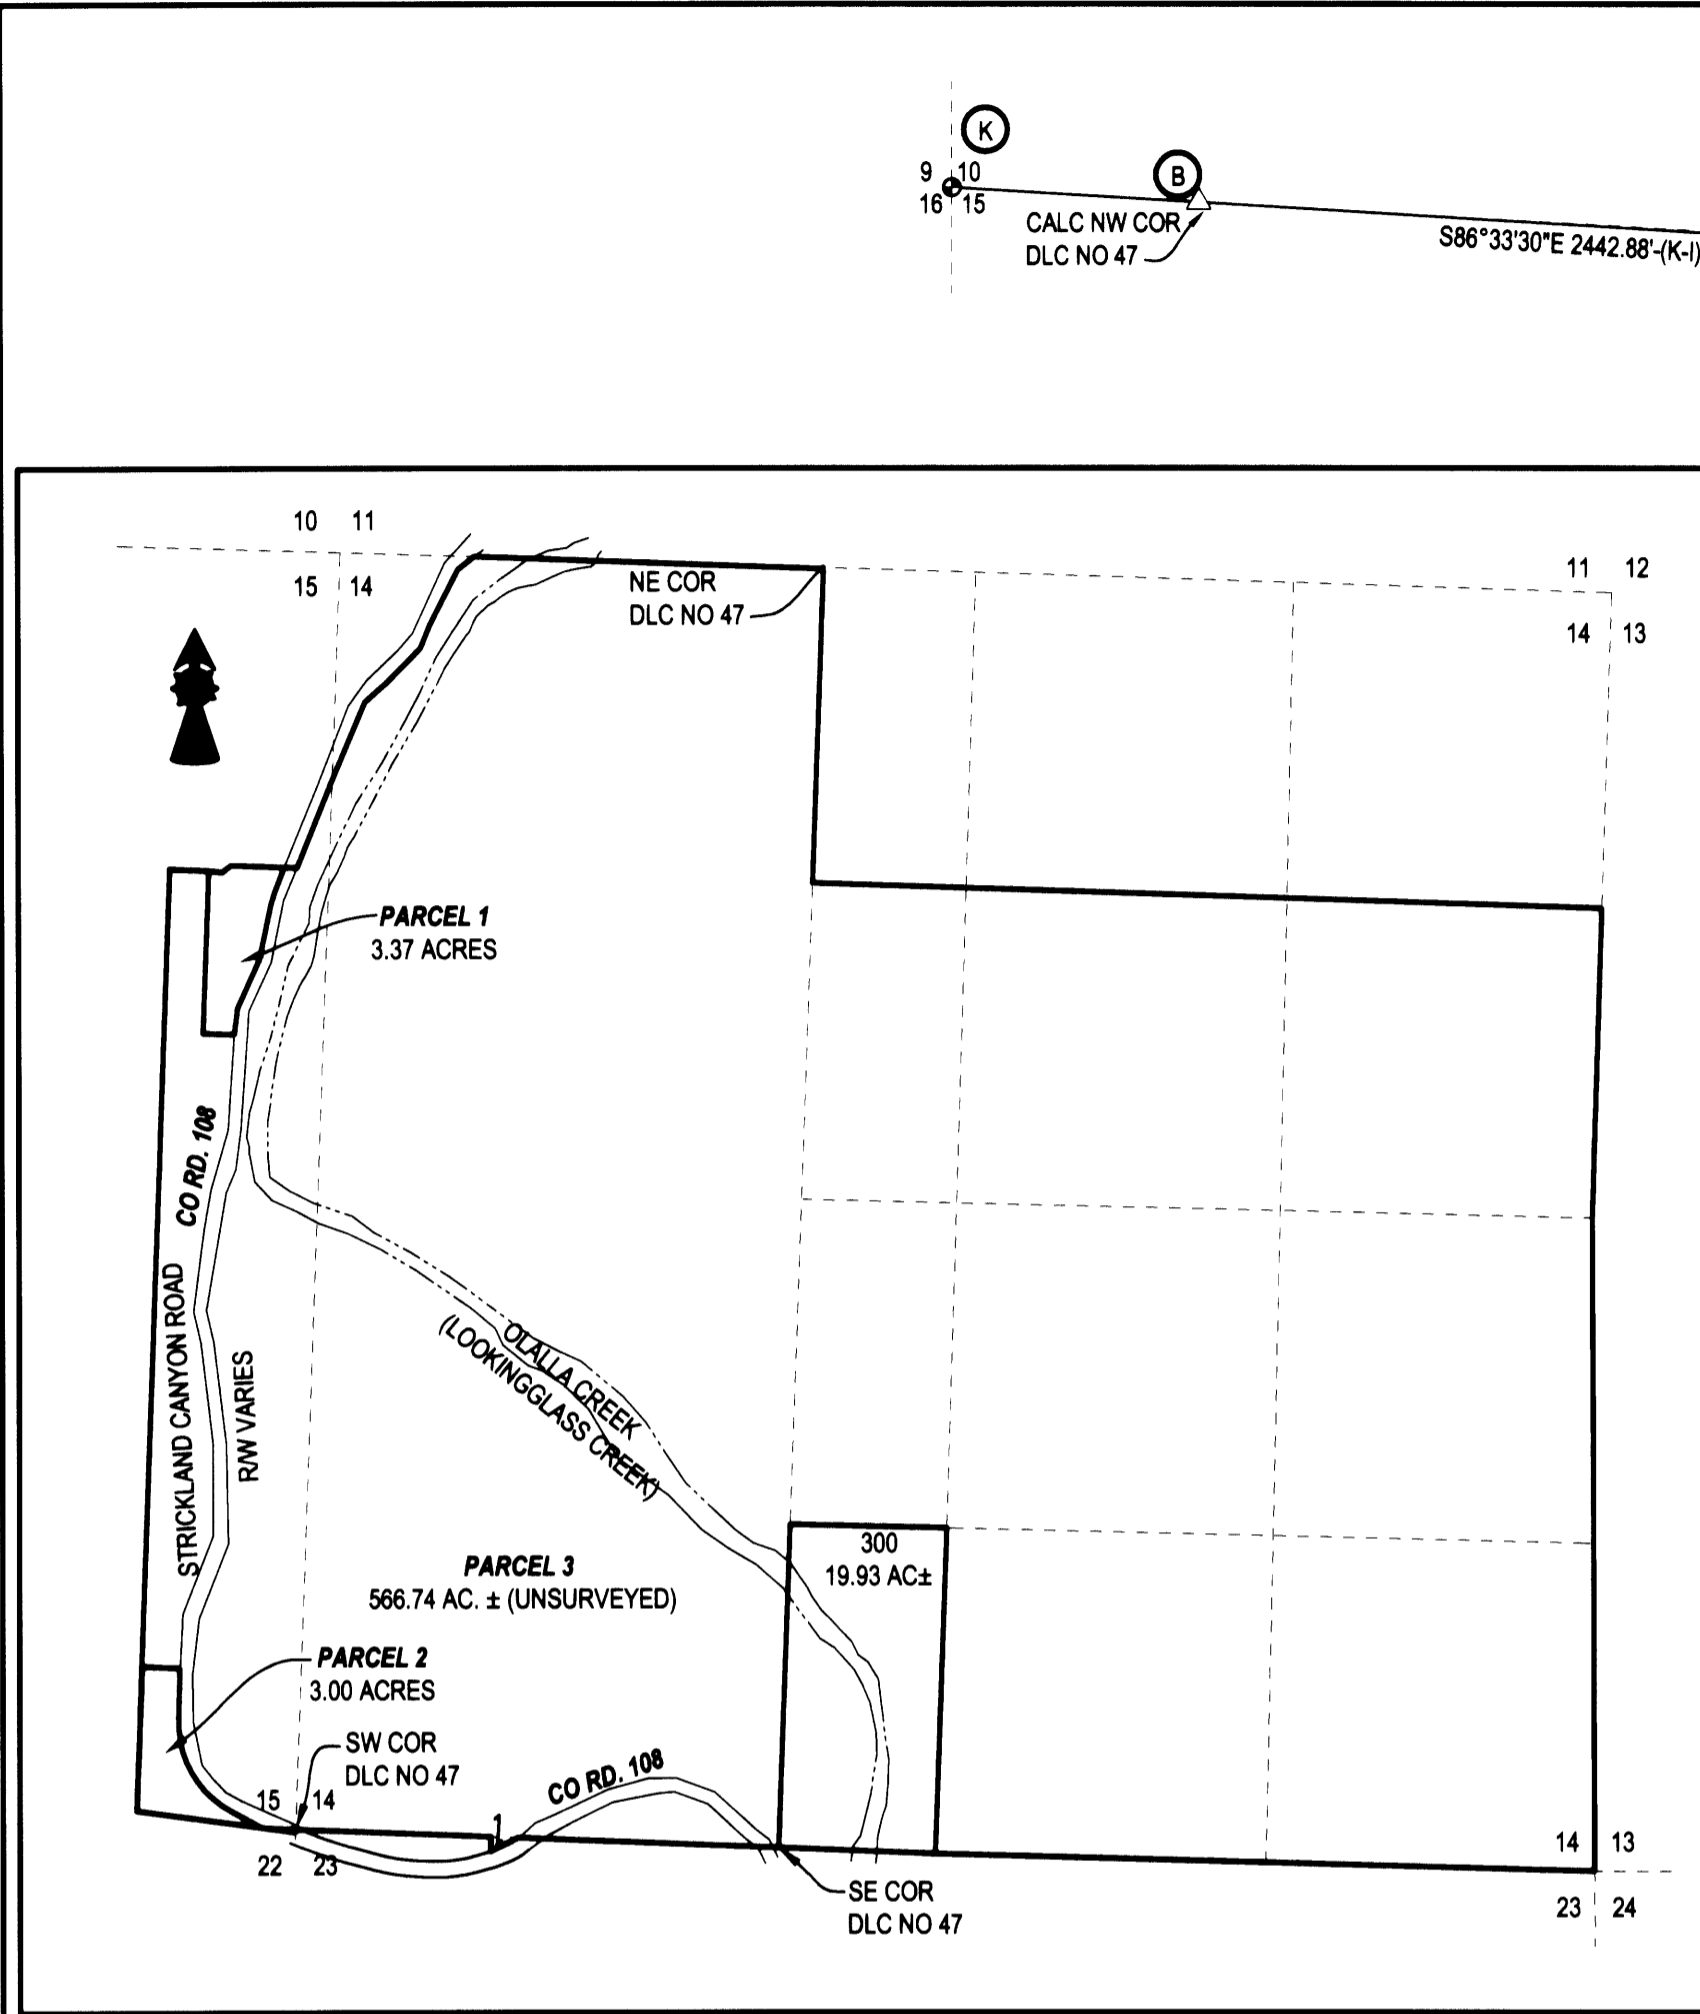 K
9 10
B
16 15
CALC NW COR
DLC NO 47
S86°33'30"E 2442.88'-(K-I)
10 11
15 14
NE COR
DLC NO 47
11 12
14 13
PARCEL 1
3.37 ACRES
CO RD. 108
STRICKLAND CANYON ROAD
R/W VARIES
OLALLA CREEK
(LOOKINGGLASS CREEK)
300
19.93 AC±
PARCEL 3
566.74 AC. ± (UNSURVEYED)
PARCEL 2
3.00 ACRES
SW COR
DLC NO 47
CO RD. 108
15 14
1
22 23
14 13
SE COR
DLC NO 47
23 24